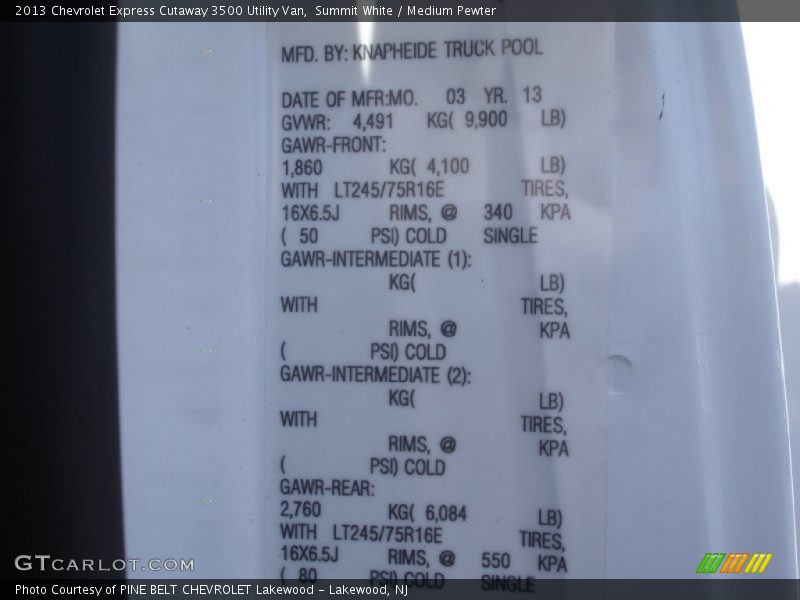 2013 Chevrolet Express Cutaway 3500 Utility Van, Summit White / Medium Pewter
MFD. BY: KNAPHEIDE TRUCK POOL
DATE OF MFR:MO. 03 YR. 13
GVWR: 4,491 KG( 9,900 LB)
GAWR-FRONT:
1,860 KG( 4,100 LB)
WITH LT245/75R16E TIRES,
16X6.5J RIMS, @ 340 KPA
( 50 PSI) COLD SINGLE
GAWR-INTERMEDIATE (1):
KG( LB)
WITH TIRES,
RIMS, @ KPA
( PSI) COLD
GAWR-INTERMEDIATE (2):
KG( LB)
WITH TIRES,
RIMS, @ KPA
( PSI) COLD
GAWR-REAR:
2,760 KG( 6,084 LB)
WITH LT245/75R16E TIRES,
16X6.5J RIMS, @ 550 KPA
( 80 PSI) COLD SINGLE
GTCARLOT.COM
Photo Courtesy of PINE BELT CHEVROLET Lakewood - Lakewood, NJ